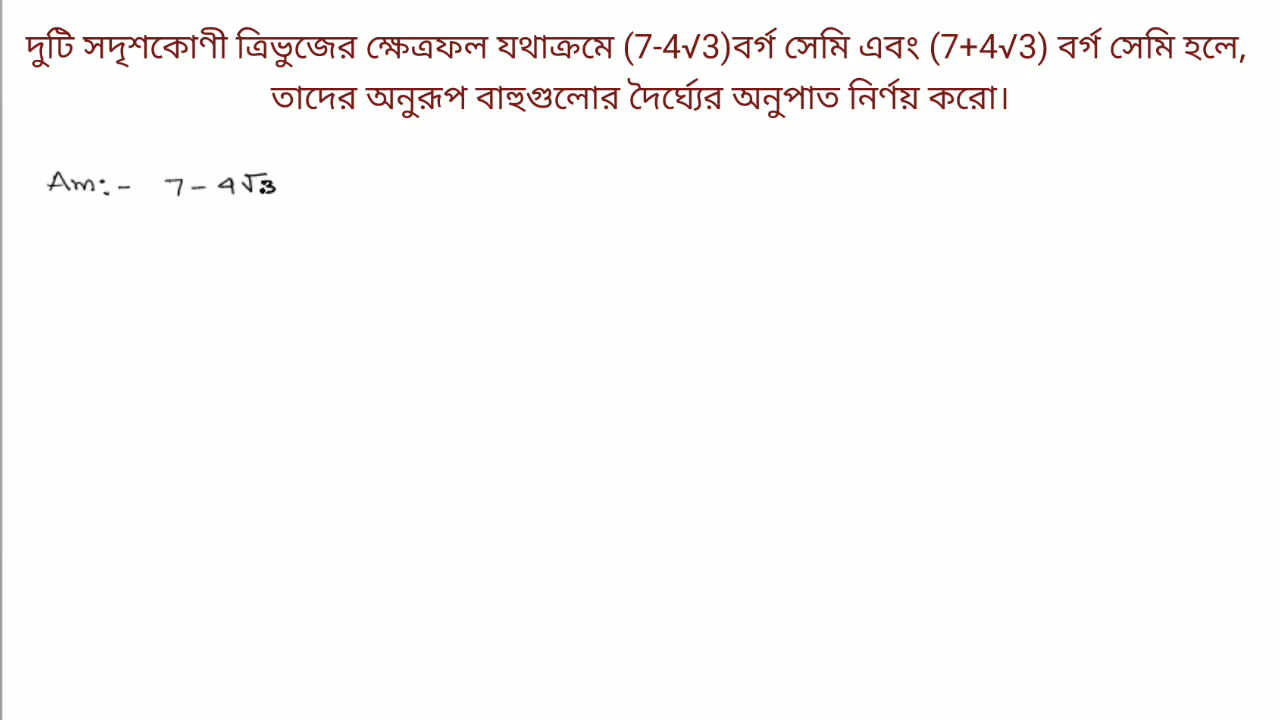 দুটি সদৃশকোণী ত্রিভুজের ক্ষেত্রফল যথাক্রমে (7-4√3)বর্গ সেমি এবং (7+4√3) বর্গ সেমি হলে,
তাদের অনুরূপ বাহুগুলোর দৈর্ঘ্যের অনুপাত নির্ণয় করো।
Ans:- 7-4√3